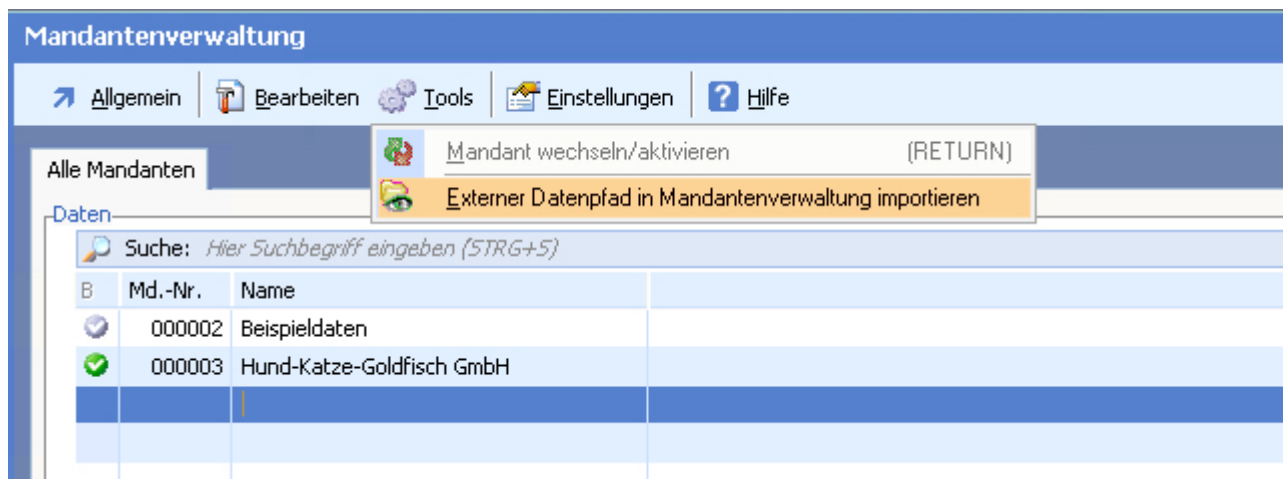 Mandantenverwaltung
Allgemein Bearbeiten Tools Einstellungen Hilfe
Mandant wechseln/aktivieren (RETURN)
Externer Datenpfad in Mandantenverwaltung importieren
Alle Mandanten
Daten
Suche: Hier Suchbegriff eingeben (STRG+S)
B Md.-Nr. Name
000002 Beispieldaten
000003 Hund-Katze-Goldfisch GmbH